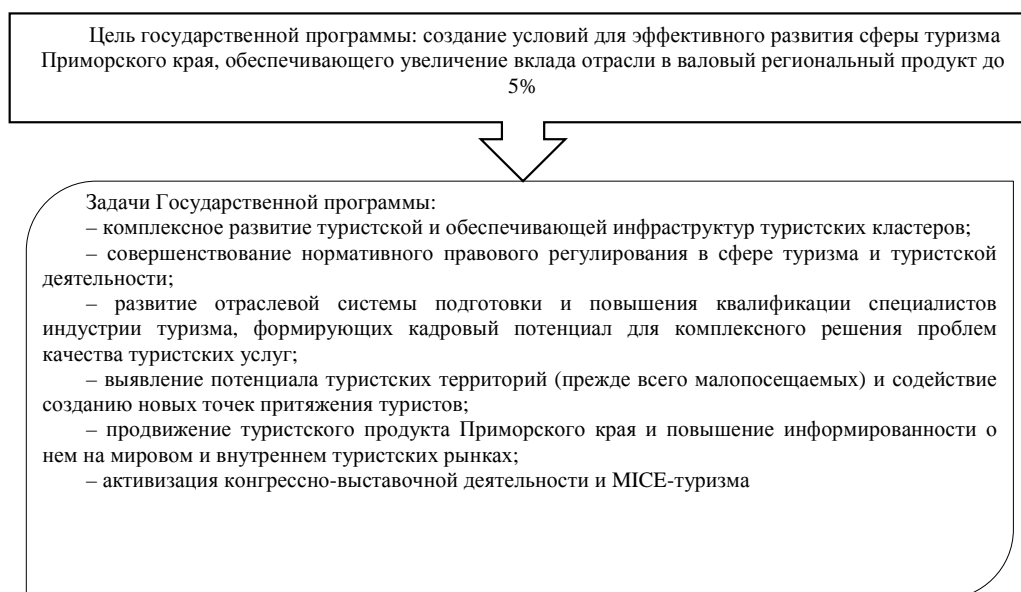 Цель государственной программы: создание условий для эффективного развития сферы туризма
Приморского края, обеспечивающего увеличение вклада отрасли в валовый региональный продукт до
5%
Задачи Государственной программы:
– комплексное развитие туристской и обеспечивающей инфраструктур туристских кластеров;
– совершенствование нормативного правового регулирования в сфере туризма и туристской
деятельности;
– развитие отраслевой системы подготовки и повышения квалификации специалистов
индустрии туризма, формирующих кадровый потенциал для комплексного решения проблем
качества туристских услуг;
– выявление потенциала туристских территорий (прежде всего малопосещаемых) и содействие
созданию новых точек притяжения туристов;
– продвижение туристского продукта Приморского края и повышение информированности о
нем на мировом и внутреннем туристских рынках;
– активизация конгрессно-выставочной деятельности и MICE-туризма